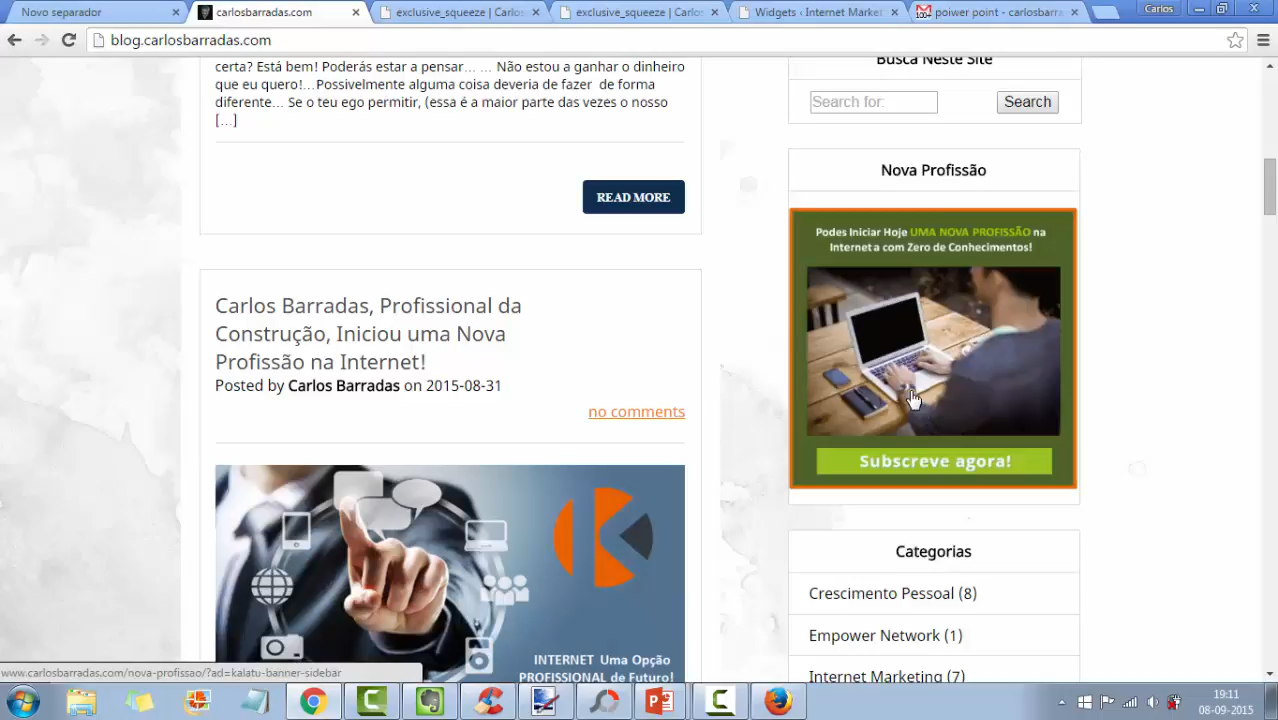 Novo separador
carlosbarradas.com
exclusive_squeeze | Carlos
exclusive_squeeze | Carlos
Widgets ‹ Internet Market
poiwer point - carlosbarra
Carlos
blog.carlosbarradas.com
certa? Está bem! Poderás estar a pensar… … Não estou a ganhar o dinheiro
que eu quero!…Possivelmente alguma coisa deveria de fazer de forma
diferente… Se o teu ego permitir, (essa é a maior parte das vezes o nosso
[…]
READ MORE
Carlos Barradas, Profissional da
Construção, Iniciou uma Nova
Profissão na Internet!
Posted by Carlos Barradas on 2015-08-31
no comments
INTERNET Uma Opção
PROFISSIONAL de Futuro!
Busca Neste Site
Search for:
Search
Nova Profissão
Podes Iniciar Hoje UMA NOVA PROFISSÃO na
Internet a com Zero de Conhecimentos!
Subscreve agora!
Categorias
Crescimento Pessoal (8)
Empower Network (1)
Internet Marketing (7)
www.carlosbarradas.com/nova-profissao/?ad=kalatu-banner-sidebar
19:11
08-09-2015